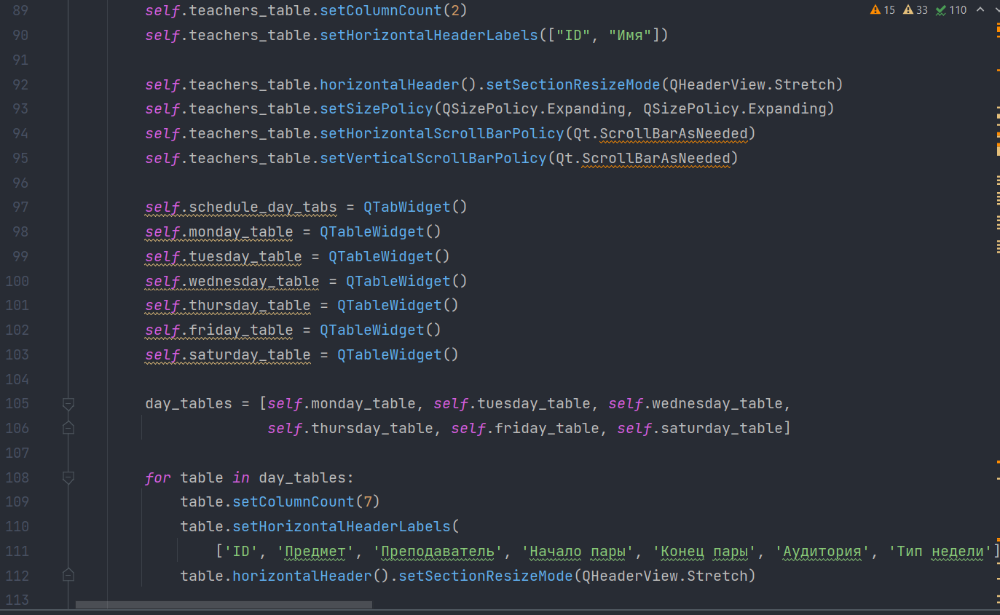 15 33 110
89 self.teachers_table.setColumnCount(2)
90 self.teachers_table.setHorizontalHeaderLabels(["ID", "Имя"])
91
92 self.teachers_table.horizontalHeader().setSectionResizeMode(QHeaderView.Stretch)
93 self.teachers_table.setSizePolicy(QSizePolicy.Expanding, QSizePolicy.Expanding)
94 self.teachers_table.setHorizontalScrollBarPolicy(Qt.ScrollBarAsNeeded)
95 self.teachers_table.setVerticalScrollBarPolicy(Qt.ScrollBarAsNeeded)
96
97 self.schedule_day_tabs = QTabWidget()
98 self.monday_table = QTableWidget()
99 self.tuesday_table = QTableWidget()
100 self.wednesday_table = QTableWidget()
101 self.thursday_table = QTableWidget()
102 self.friday_table = QTableWidget()
103 self.saturday_table = QTableWidget()
104
105 day_tables = [self.monday_table, self.tuesday_table, self.wednesday_table,
106 self.thursday_table, self.friday_table, self.saturday_table]
107
108 for table in day_tables:
109 table.setColumnCount(7)
110 table.setHorizontalHeaderLabels(
111 ['ID', 'Предмет', 'Преподаватель', 'Начало пары', 'Конец пары', 'Аудитория', 'Тип недели']
112 table.horizontalHeader().setSectionResizeMode(QHeaderView.Stretch)
113